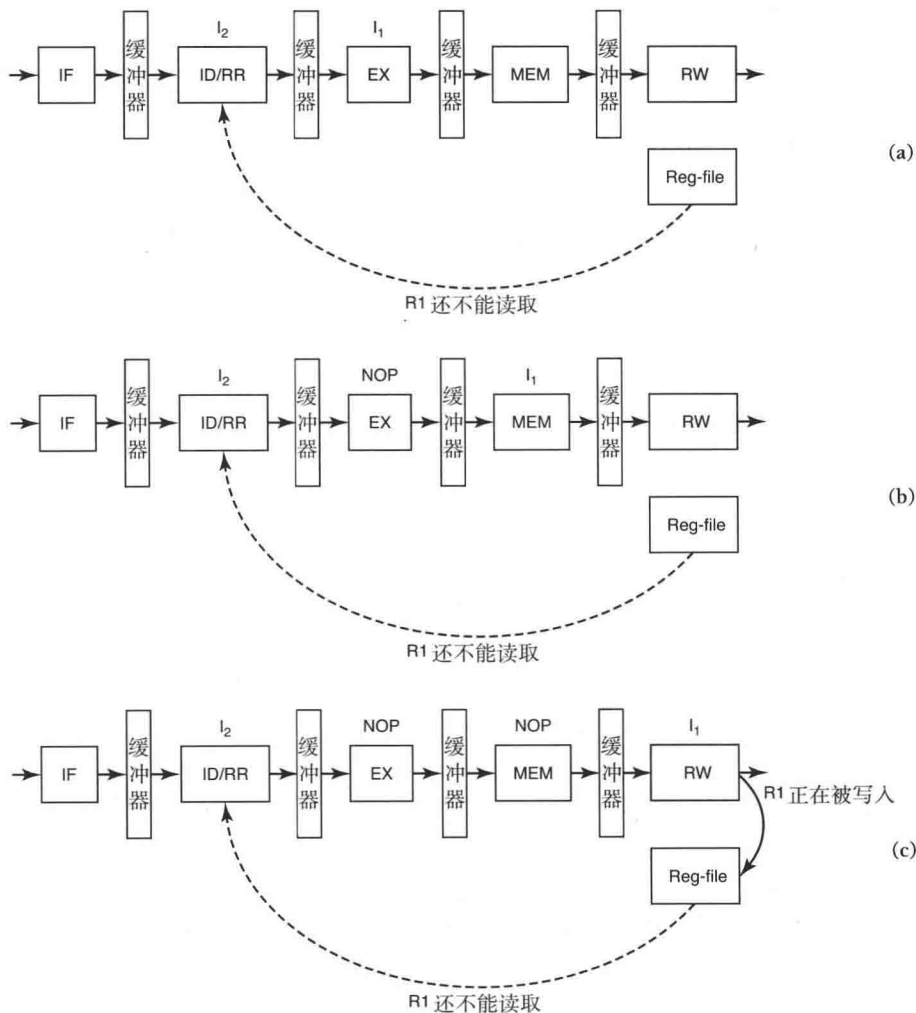 I₂
I₁
IF
缓冲器
ID/RR
缓冲器
EX
缓冲器
MEM
缓冲器
RW
Reg-file
(a)
R1 还不能读取
I₂
NOP
I₁
IF
缓冲器
ID/RR
缓冲器
EX
缓冲器
MEM
缓冲器
RW
Reg-file
(b)
R1 还不能读取
I₂
NOP
NOP
I₁
IF
缓冲器
ID/RR
缓冲器
EX
缓冲器
MEM
缓冲器
RW
R1 正在被写入
Reg-file
(c)
R1 还不能读取